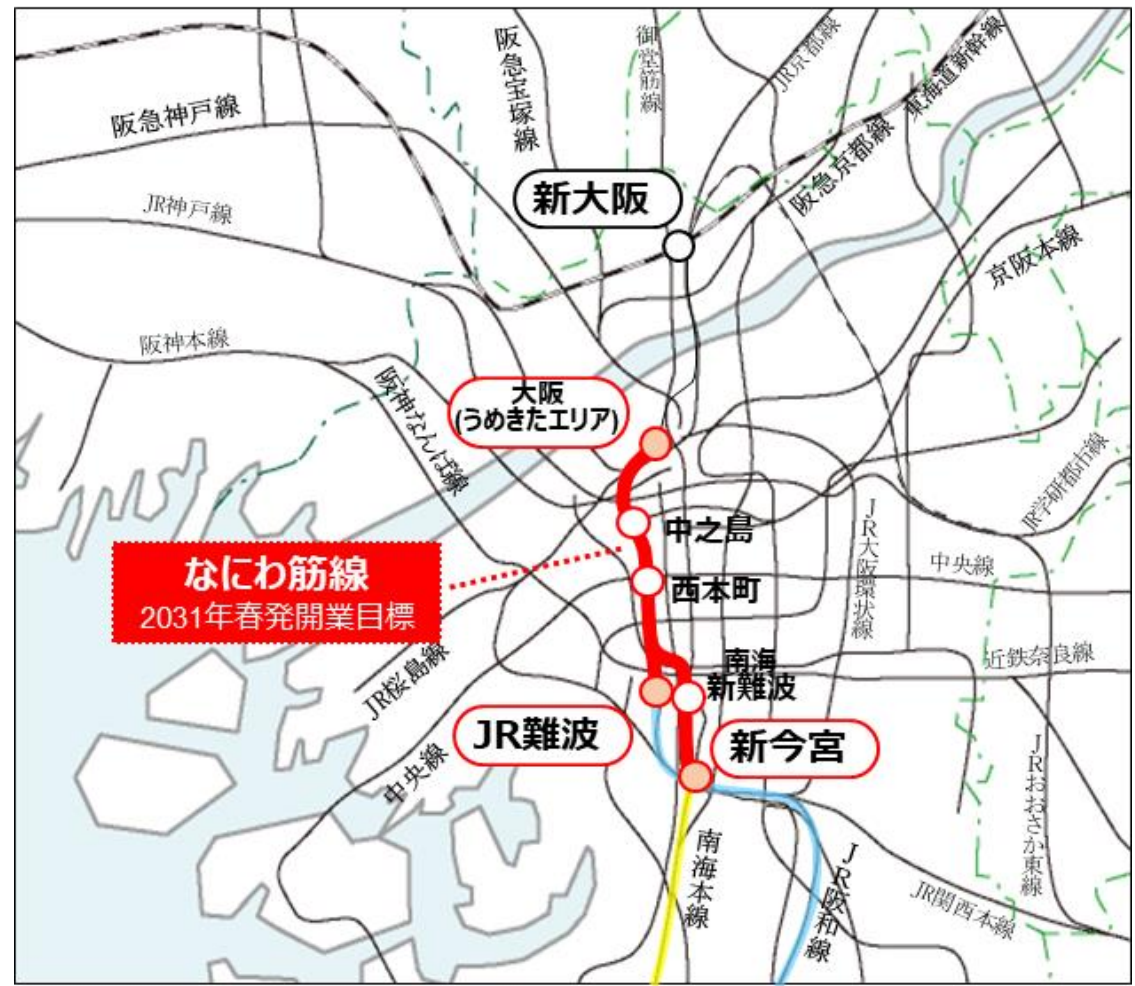 阪急神戸線
阪急宝塚線
御堂筋線
JR京都線
東海道新幹線
阪急京都線
新大阪
JR神戸線
京阪本線
阪神本線
阪神なんば線
大阪
(うめきたエリア)
JR学研都市線
中之島
JR大阪環状線
なにわ筋線
2031年春発開業目標
西本町
中央線
南海
新難波
近鉄奈良線
JR桜島線
JR難波
新今宮
中央線
JRおおさか東線
南海本線
JR阪和線
JR関西本線